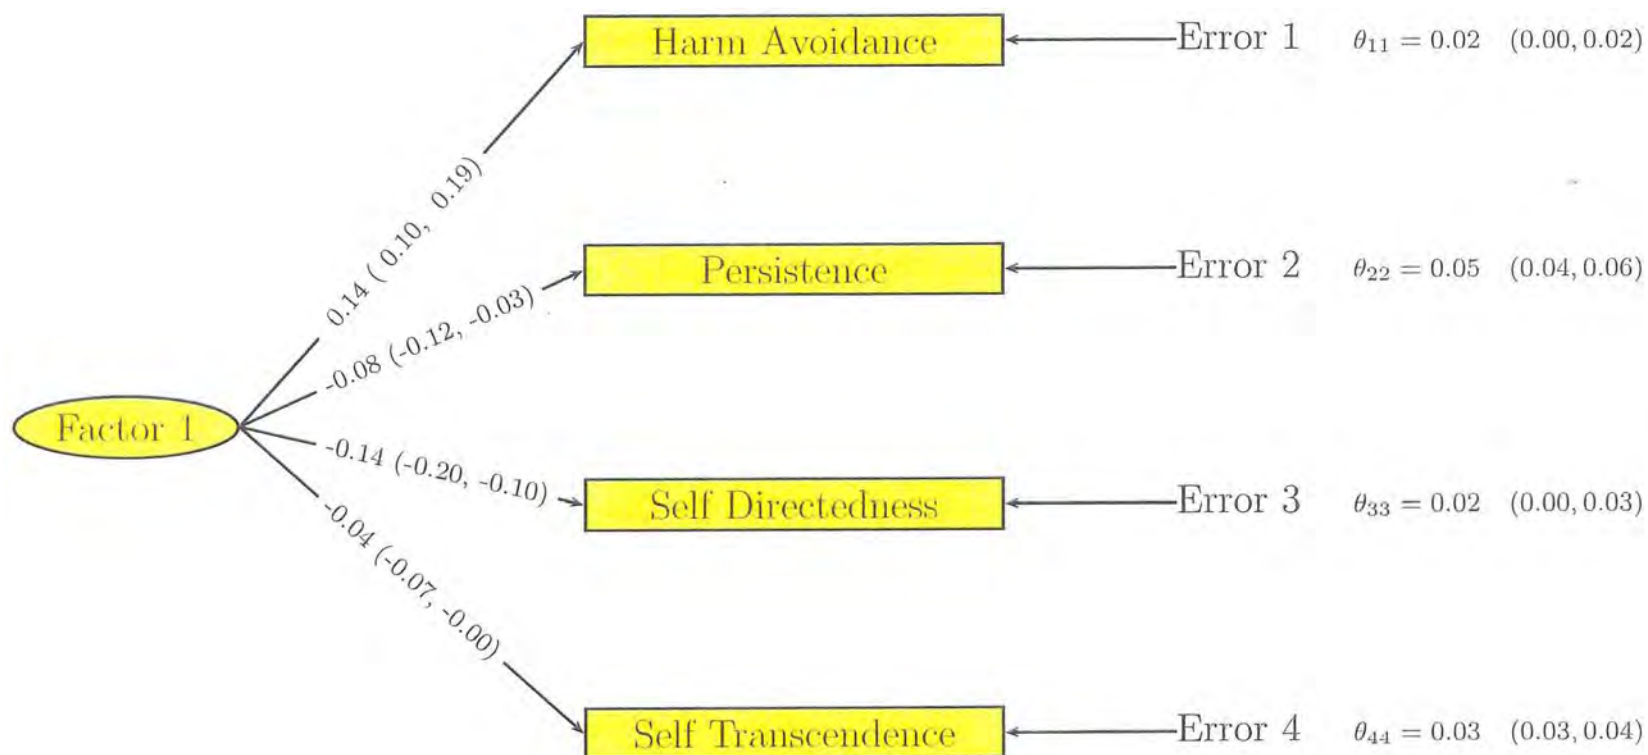 Harm Avoidance
Error 1 θ₁₁ = 0.02 (0.00, 0.02)
0.14 ( 0.10, 0.19)
Persistence
Error 2 θ₂₂ = 0.05 (0.04, 0.06)
-0.08 (-0.12, -0.03)
Factor 1
-0.14 (-0.20, -0.10)
Self Directedness
Error 3 θ₃₃ = 0.02 (0.00, 0.03)
-0.04 (-0.07, -0.00)
Self Transcendence
Error 4 θ₄₄ = 0.03 (0.03, 0.04)